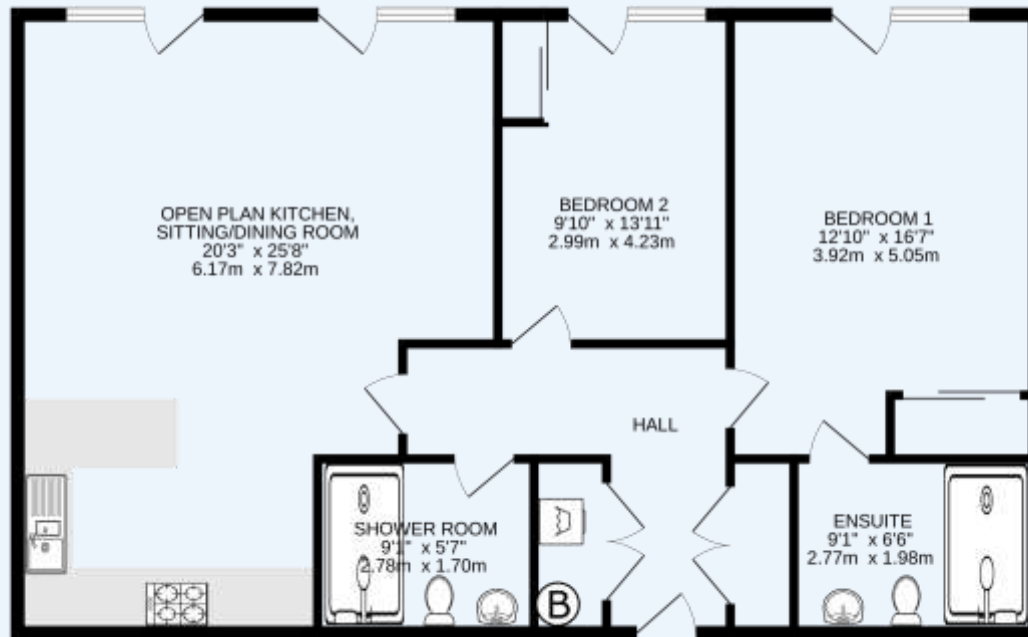 OPEN PLAN KITCHEN,
SITTING/DINING ROOM
20'3" x 25'8"
6.17m x 7.82m
BEDROOM 2
9'10" x 13'11"
2.99m x 4.23m
BEDROOM 1
12'10" x 16'7"
3.92m x 5.05m
HALL
SHOWER ROOM
9'1" x 5'7"
2.78m x 1.70m
B
ENSUITE
9'1" x 6'6"
2.77m x 1.98m